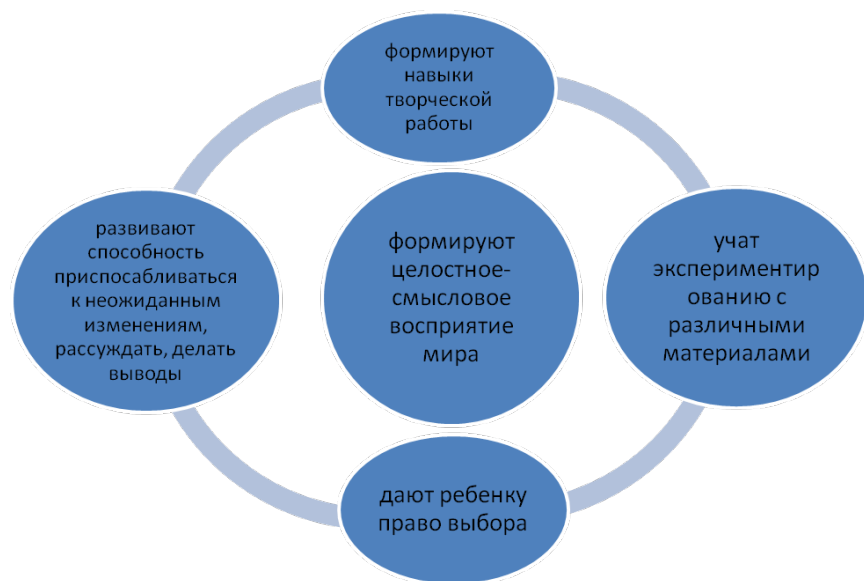 формируют
навыки
творческой
работы
развивают
способность
приспосабливаться
к неожиданным
изменениям,
рассуждать, делать
выводы
формируют
целостное-
смысловое
восприятие
мира
учат
экспериментир
ованию с
различными
материалами
дают ребенку
право выбора